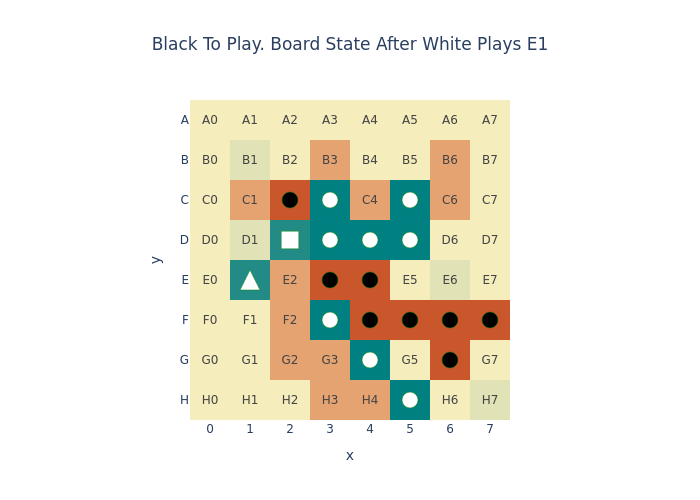 Black To Play. Board State After White Plays E1
A A0 A1 A2 A3 A4 A5 A6 A7
B B0 B1 B2 B3 B4 B5 B6 B7
C C0 C1 C4 C6 C7
D D0 D1 D6 D7
y
E E0 E2 E5 E6 E7
F F0 F1 F2
G G0 G1 G2 G3 G5 G7
H H0 H1 H2 H3 H4 H6 H7
0 1 2 3 4 5 6 7
x